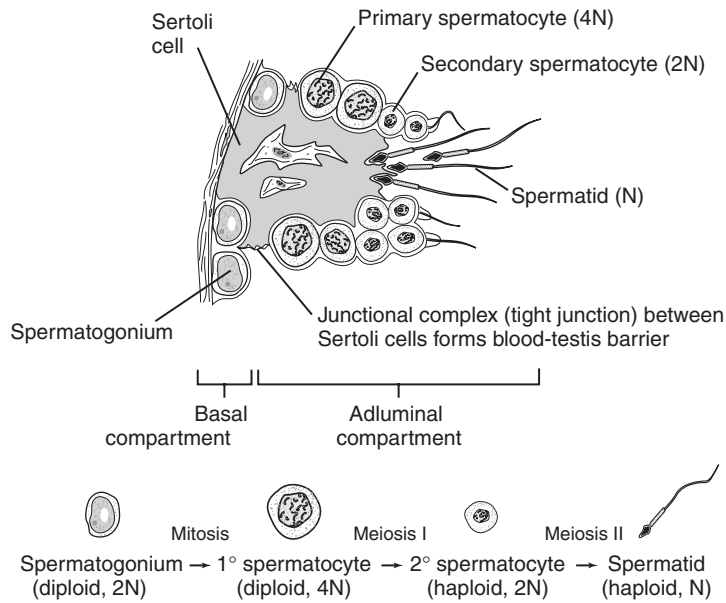 Sertoli
cell
Primary spermatocyte (4N)
Secondary spermatocyte (2N)
Spermatid (N)
Spermatogonium
Junctional complex (tight junction) between
Sertoli cells forms blood-testis barrier
Basal
compartment
Adluminal
compartment
Mitosis
Meiosis I
Meiosis II
Spermatogonium → 1° spermatocyte → 2° spermatocyte → Spermatid
(diploid, 2N) (diploid, 4N) (haploid, 2N) (haploid, N)